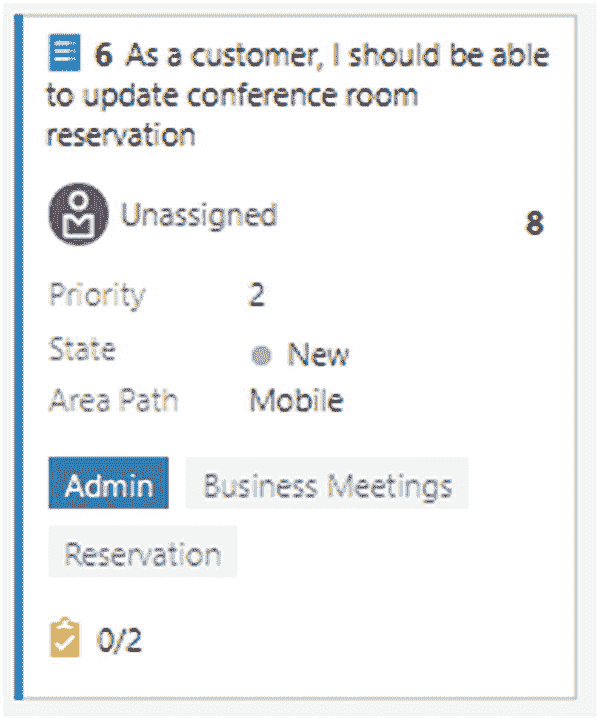 6 As a customer, I should be able
to update conference room
reservation
Unassigned 8
Priority 2
State New
Area Path Mobile
Admin Business Meetings
Reservation
0/2